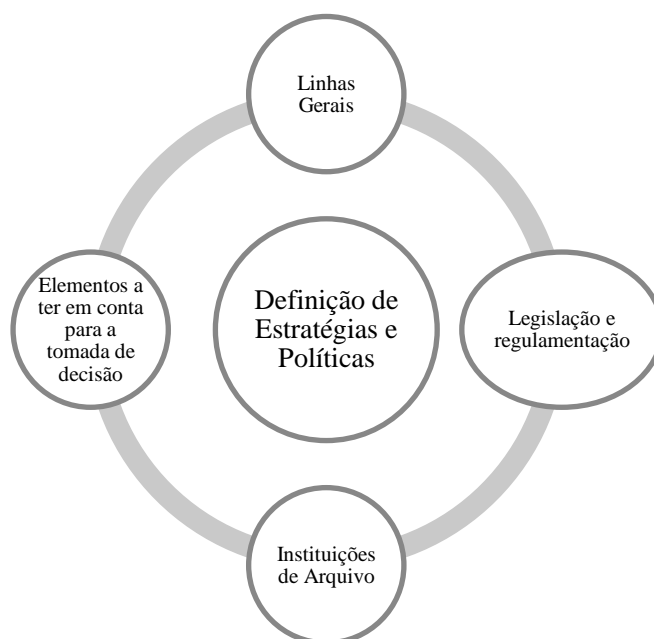 Linhas
Gerais
Elementos a
ter em conta
para a
tomada de
decisão
Definição de
Estratégias e
Políticas
Legislação e
regulamentação
Instituições
de Arquivo